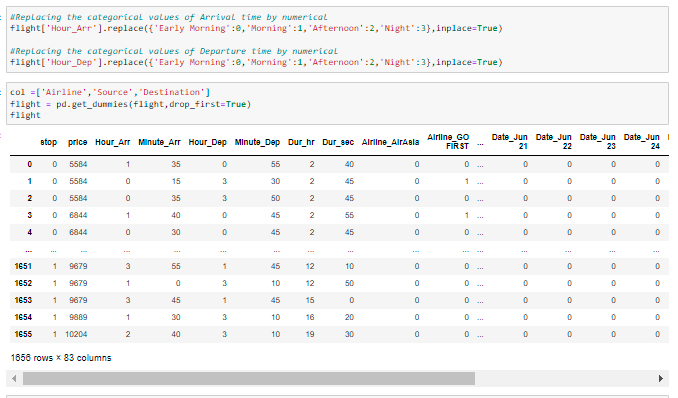 #Replacing the categorical values of Arrival time by numerical
flight['Hour_Arr'].replace({'Early Morning':0,'Morning':1,'Afternoon':2,'Night':3},inplace=True)
#Replacing the categorical values of Departure time by numerical
flight['Hour_Dep'].replace({'Early Morning':0,'Morning':1,'Afternoon':2,'Night':3},inplace=True)
col =['Airline','Source','Destination']
flight = pd.get_dummies(flight,drop_first=True)
flight
stop price Hour_Arr Minute_Arr Hour_Dep Minute_Dep Dur_hr Dur_sec Airline_AirAsia Airline_GO FIRST ... Date_Jun 21 Date_Jun 22 Date_Jun 23 Date_Jun 24
0 0 5584 1 35 0 55 2 40 0 0 ... 0 0 0 0
1 0 5584 0 15 3 30 2 45 0 1 ... 0 0 0 0
2 0 5584 0 35 3 50 2 45 0 0 ... 0 0 0 0
3 0 6844 1 40 0 45 2 55 0 1 ... 0 0 0 0
4 0 6844 0 30 0 45 2 45 0 0 ... 0 0 0 0
... ... ... ... ... ... ... ... ... ... ... ... ... ... ... ...
1651 1 9679 3 55 1 45 12 10 0 0 ... 0 0 0 0
1652 1 9679 1 0 3 10 12 50 0 0 ... 0 0 0 0
1653 1 9679 3 45 1 45 15 0 0 0 ... 0 0 0 0
1654 1 9889 1 30 3 10 16 20 0 0 ... 0 0 0 0
1655 1 10204 2 40 3 10 19 30 0 0 ... 0 0 0 0
1656 rows × 83 columns